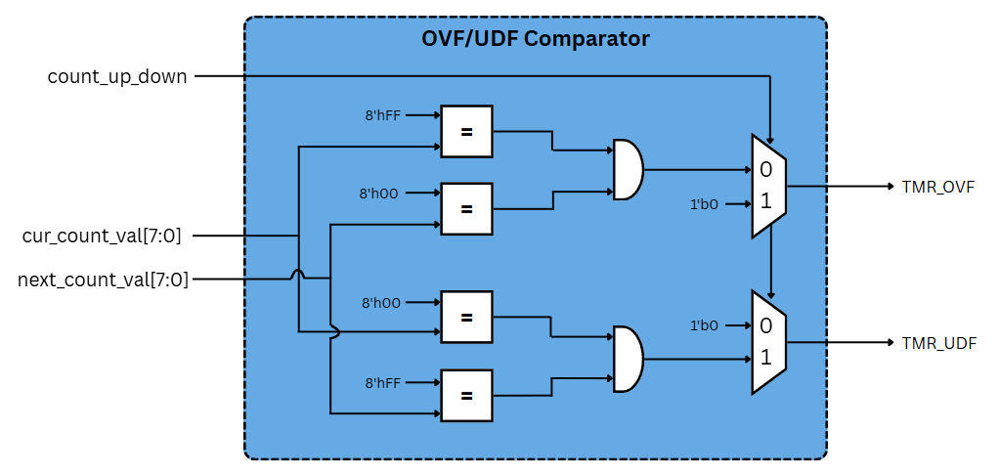 OVF/UDF Comparator
count_up_down
8'hFF
=
0
8'h00
1'b0
1
TMR_OVF
=
cur_count_val[7:0]
next_count_val[7:0]
8'h00
=
1'b0
0
TMR_UDF
1
8'hFF
=